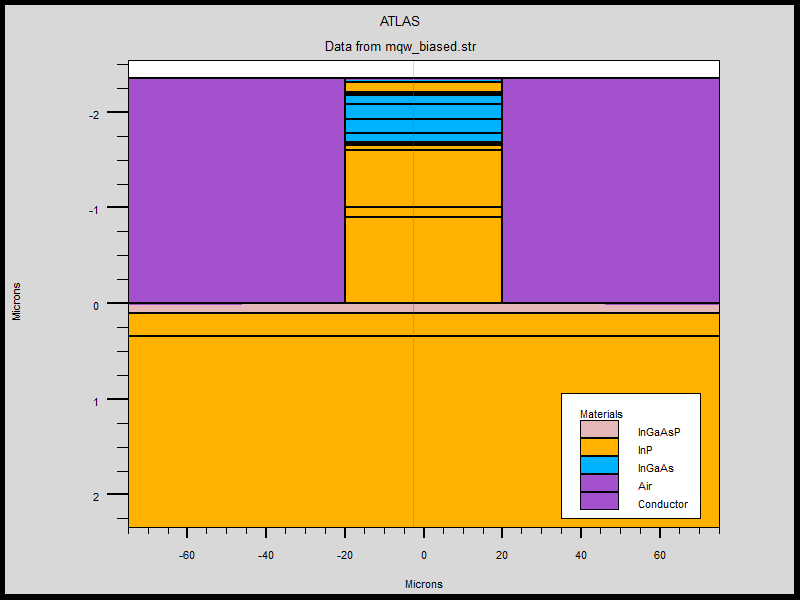 ATLAS
Data from mqw_biased.str
-2
-1
0
1
2
Microns
-60
-40
-20
0
20
40
60
Microns
Materials
InGaAsP
InP
InGaAs
Air
Conductor